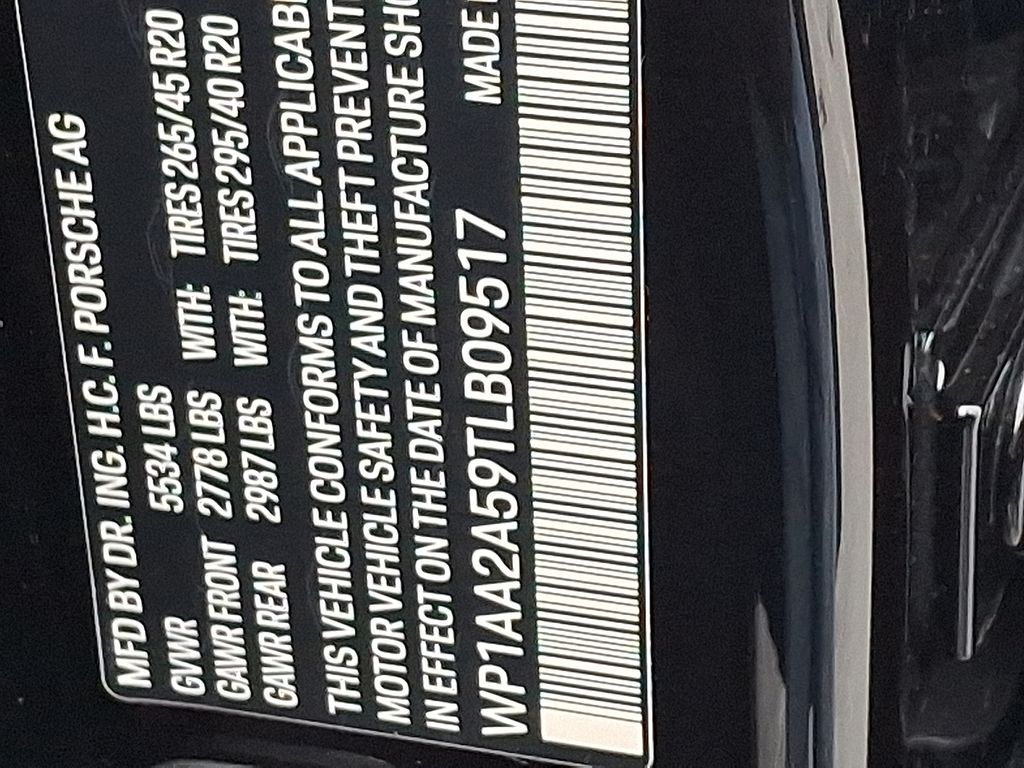 MFD BY DR. ING. H.C. F. PORSCHE AG
GVWR 5534 LBS
GAWR FRONT 2778 LBS WITH: TIRES 265/45 R20
GAWR REAR 2987 LBS WITH: TIRES 295/40 R20
THIS VEHICLE CONFORMS TO ALL APPLICABL
MOTOR VEHICLE SAFETY AND THEFT PREVENT
IN EFFECT ON THE DATE OF MANUFACTURE SHO
WP1AA2A59TLB09517 MADE